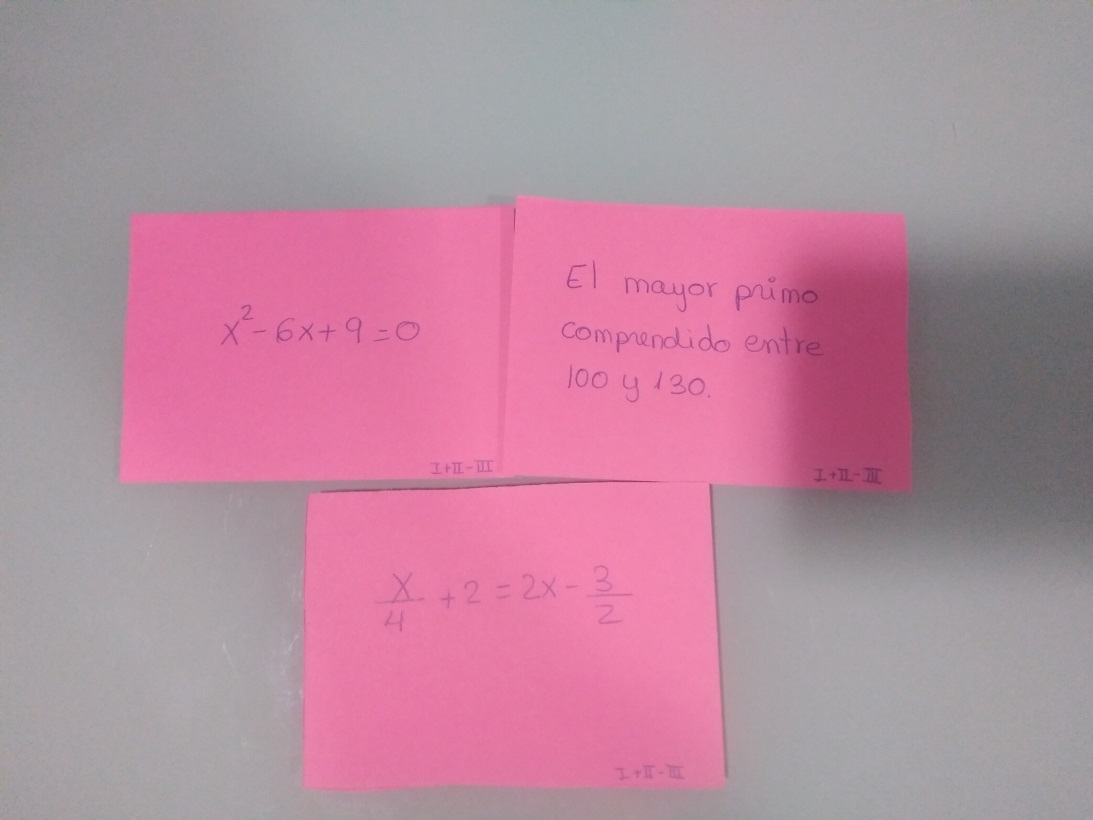 x² - 6x + 9 = 0
I+II-III
El mayor primo
comprendido entre
100 y 130.
I+II-III
x/4 + 2 = 2x - 3/2
I+II-III